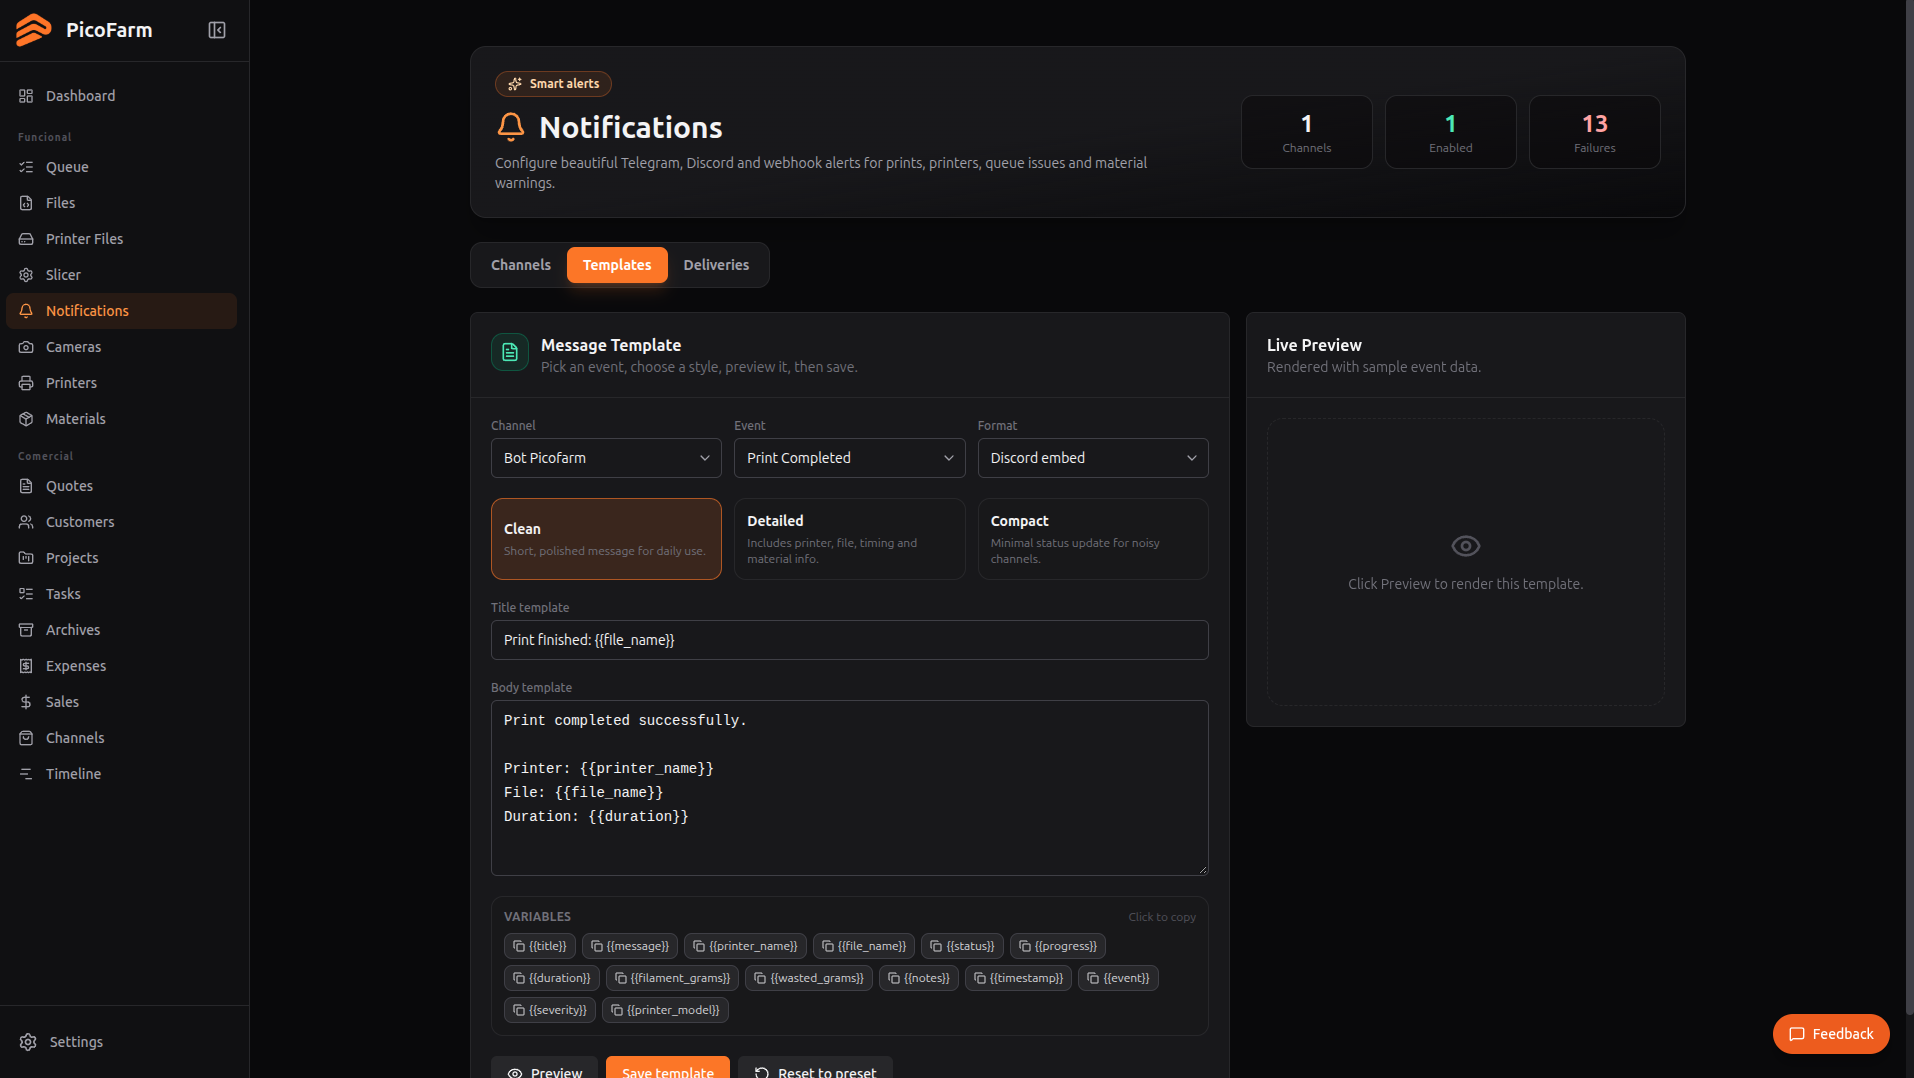 PicoFarm
Dashboard
Funcional
Queue
Files
Printer Files
Slicer
Notifications
Cameras
Printers
Materials
Comercial
Quotes
Customers
Projects
Tasks
Archives
Expenses
Sales
Channels
Timeline
Settings
Smart alerts
Notifications
Configure beautiful Telegram, Discord and webhook alerts for prints, printers, queue issues and material
warnings.
1
Channels
1
Enabled
13
Failures
Channels Templates Deliveries
Message Template
Pick an event, choose a style, preview it, then save.
Channel Event Format
Bot Picofarm Print Completed Discord embed
Clean
Short, polished message for daily use.
Detailed
Includes printer, file, timing and
material info.
Compact
Minimal status update for noisy
channels.
Title template
Print finished: {{file_name}}
Body template
Print completed successfully.
Printer: {{printer_name}}
File: {{file_name}}
Duration: {{duration}}
VARIABLES Click to copy
{{title}} {{message}} {{printer_name}} {{file_name}} {{status}} {{progress}}
{{duration}} {{filament_grams}} {{wasted_grams}} {{notes}} {{timestamp}} {{event}}
{{severity}} {{printer_model}}
Preview Save template Reset to preset
Live Preview
Rendered with sample event data.
Click Preview to render this template.
Feedback